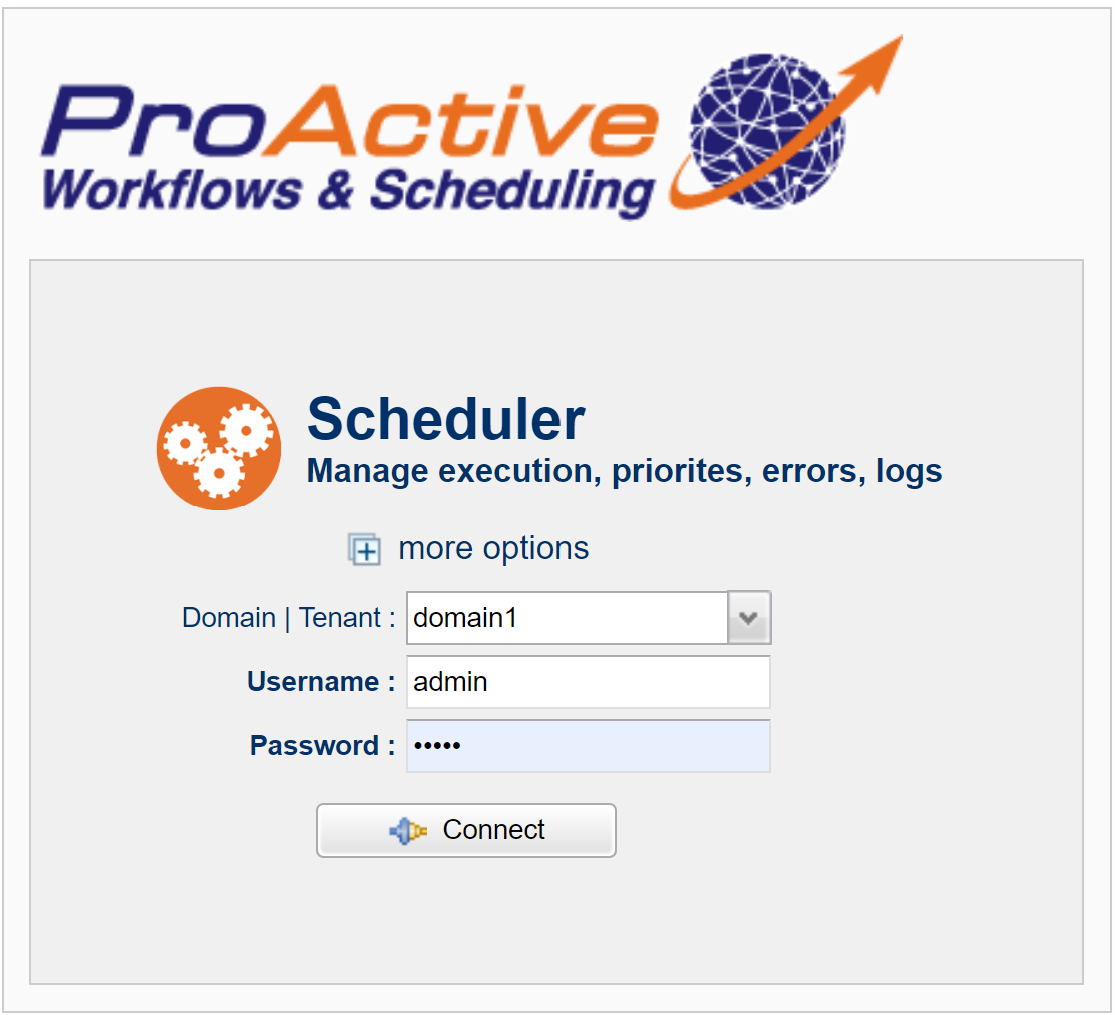 ProActive
Workflows & Scheduling
Scheduler
Manage execution, priorites, errors, logs
more options
Domain | Tenant : domain1
Username : admin
Password : •••••
Connect